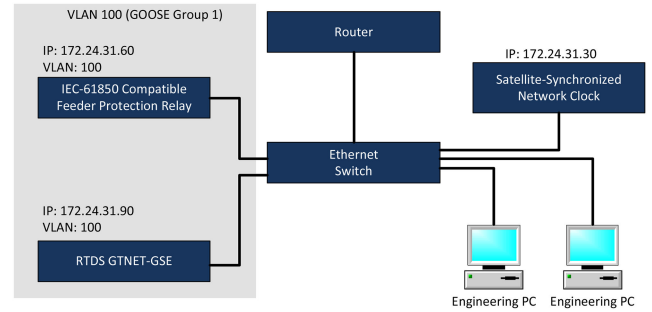 VLAN 100 (GOOSE Group 1)
IP: 172.24.31.60
VLAN: 100
IEC-61850 Compatible
Feeder Protection Relay
IP: 172.24.31.90
VLAN: 100
RTDS GTNET-GSE
Router
Ethernet
Switch
IP: 172.24.31.30
Satellite-Synchronized
Network Clock
Engineering PC
Engineering PC